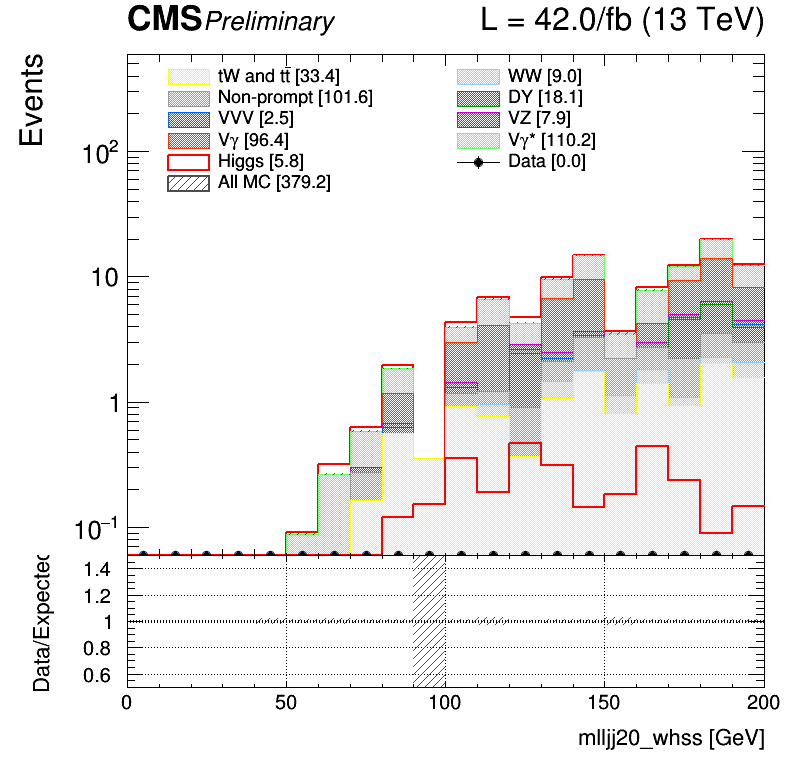 CMS Preliminary L = 42.0/fb (13 TeV)
Events
tW and tt̄ [33.4] WW [9.0]
Non-prompt [101.6] DY [18.1]
VVV [2.5] VZ [7.9]
Vγ [96.4] Vγ* [110.2]
Higgs [5.8] Data [0.0]
All MC [379.2]
10²
10
1
10⁻¹
Data/Expected
1.4
1.2
1
0.8
0.6
0 50 100 150 200
mlljj20_whss [GeV]